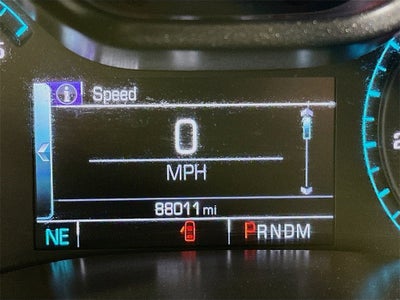 Speed
0
MPH
88011 mi
NE
PRNDM